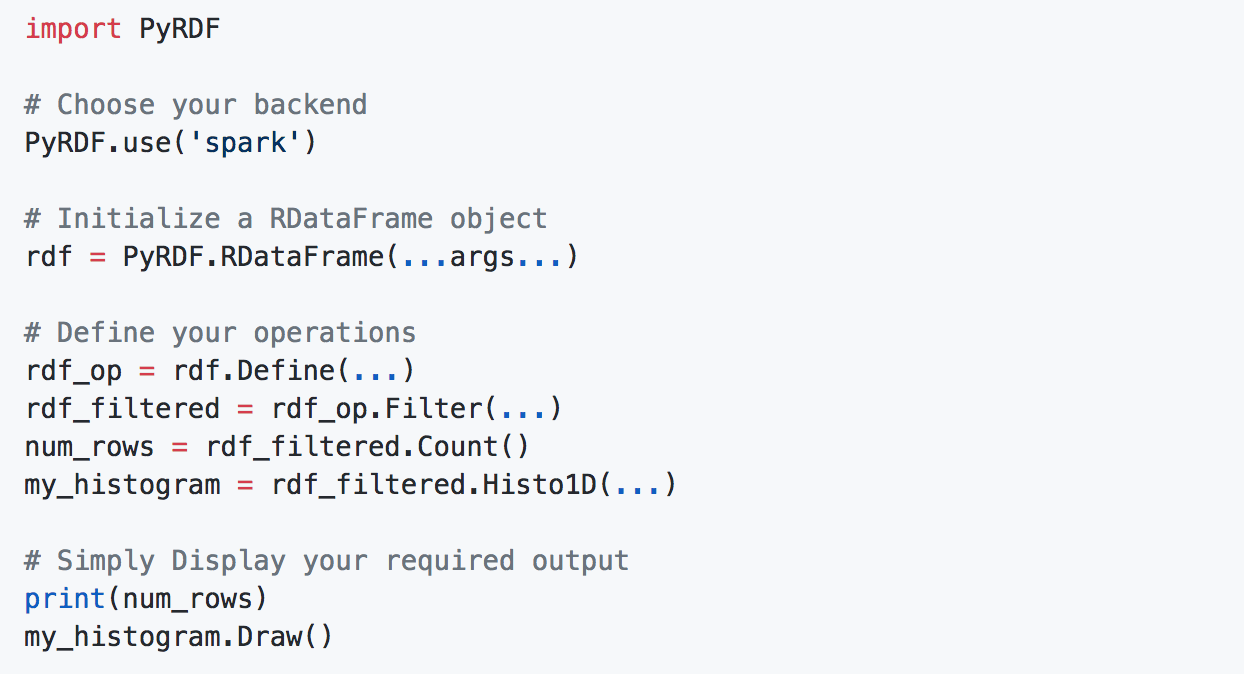 import PyRDF
# Choose your backend
PyRDF.use('spark')
# Initialize a RDataFrame object
rdf = PyRDF.RDataFrame(...args...)
# Define your operations
rdf_op = rdf.Define(...)
rdf_filtered = rdf_op.Filter(...)
num_rows = rdf_filtered.Count()
my_histogram = rdf_filtered.Histo1D(...)
# Simply Display your required output
print(num_rows)
my_histogram.Draw()